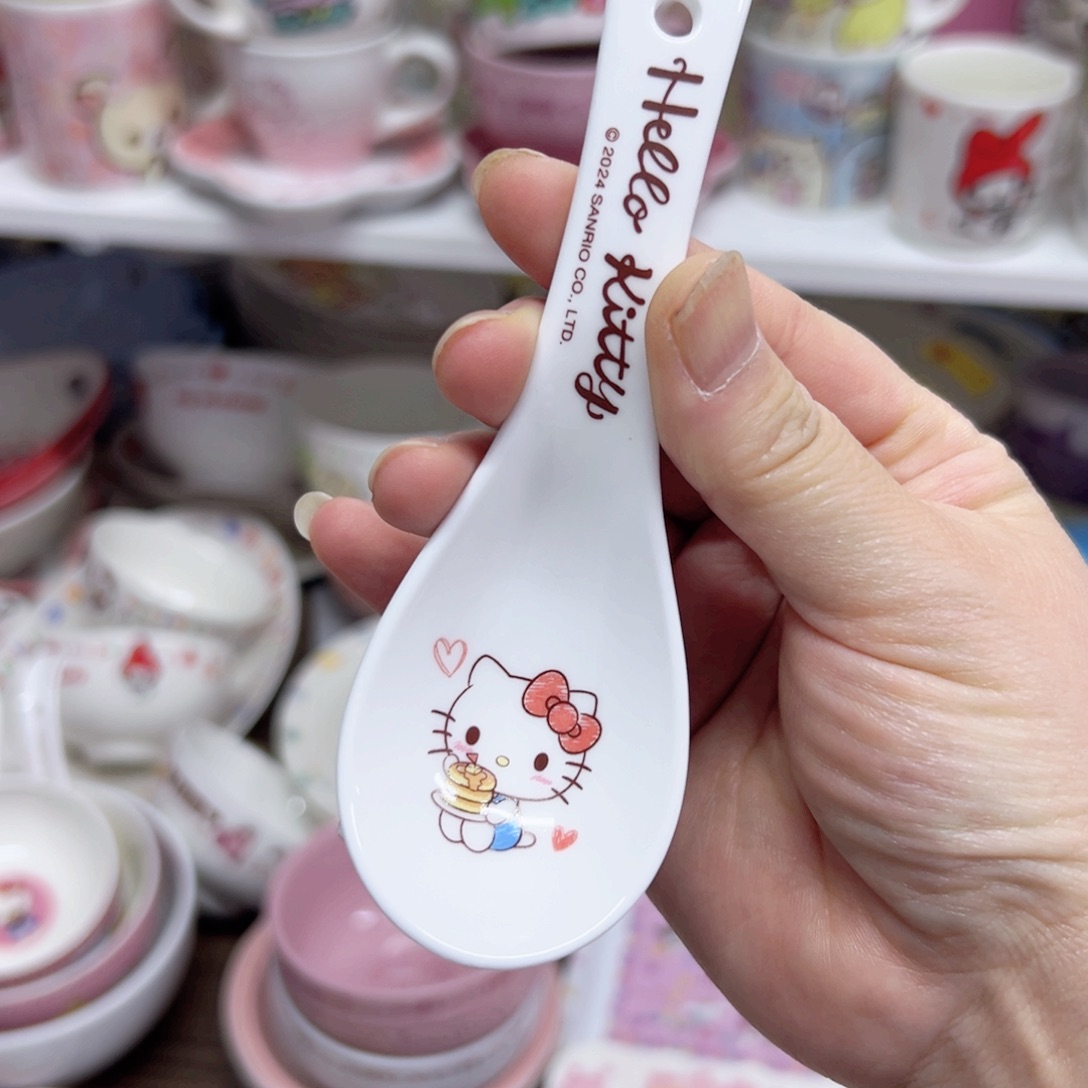 Hello Kitty
© 2024 SANRIO CO., LTD.